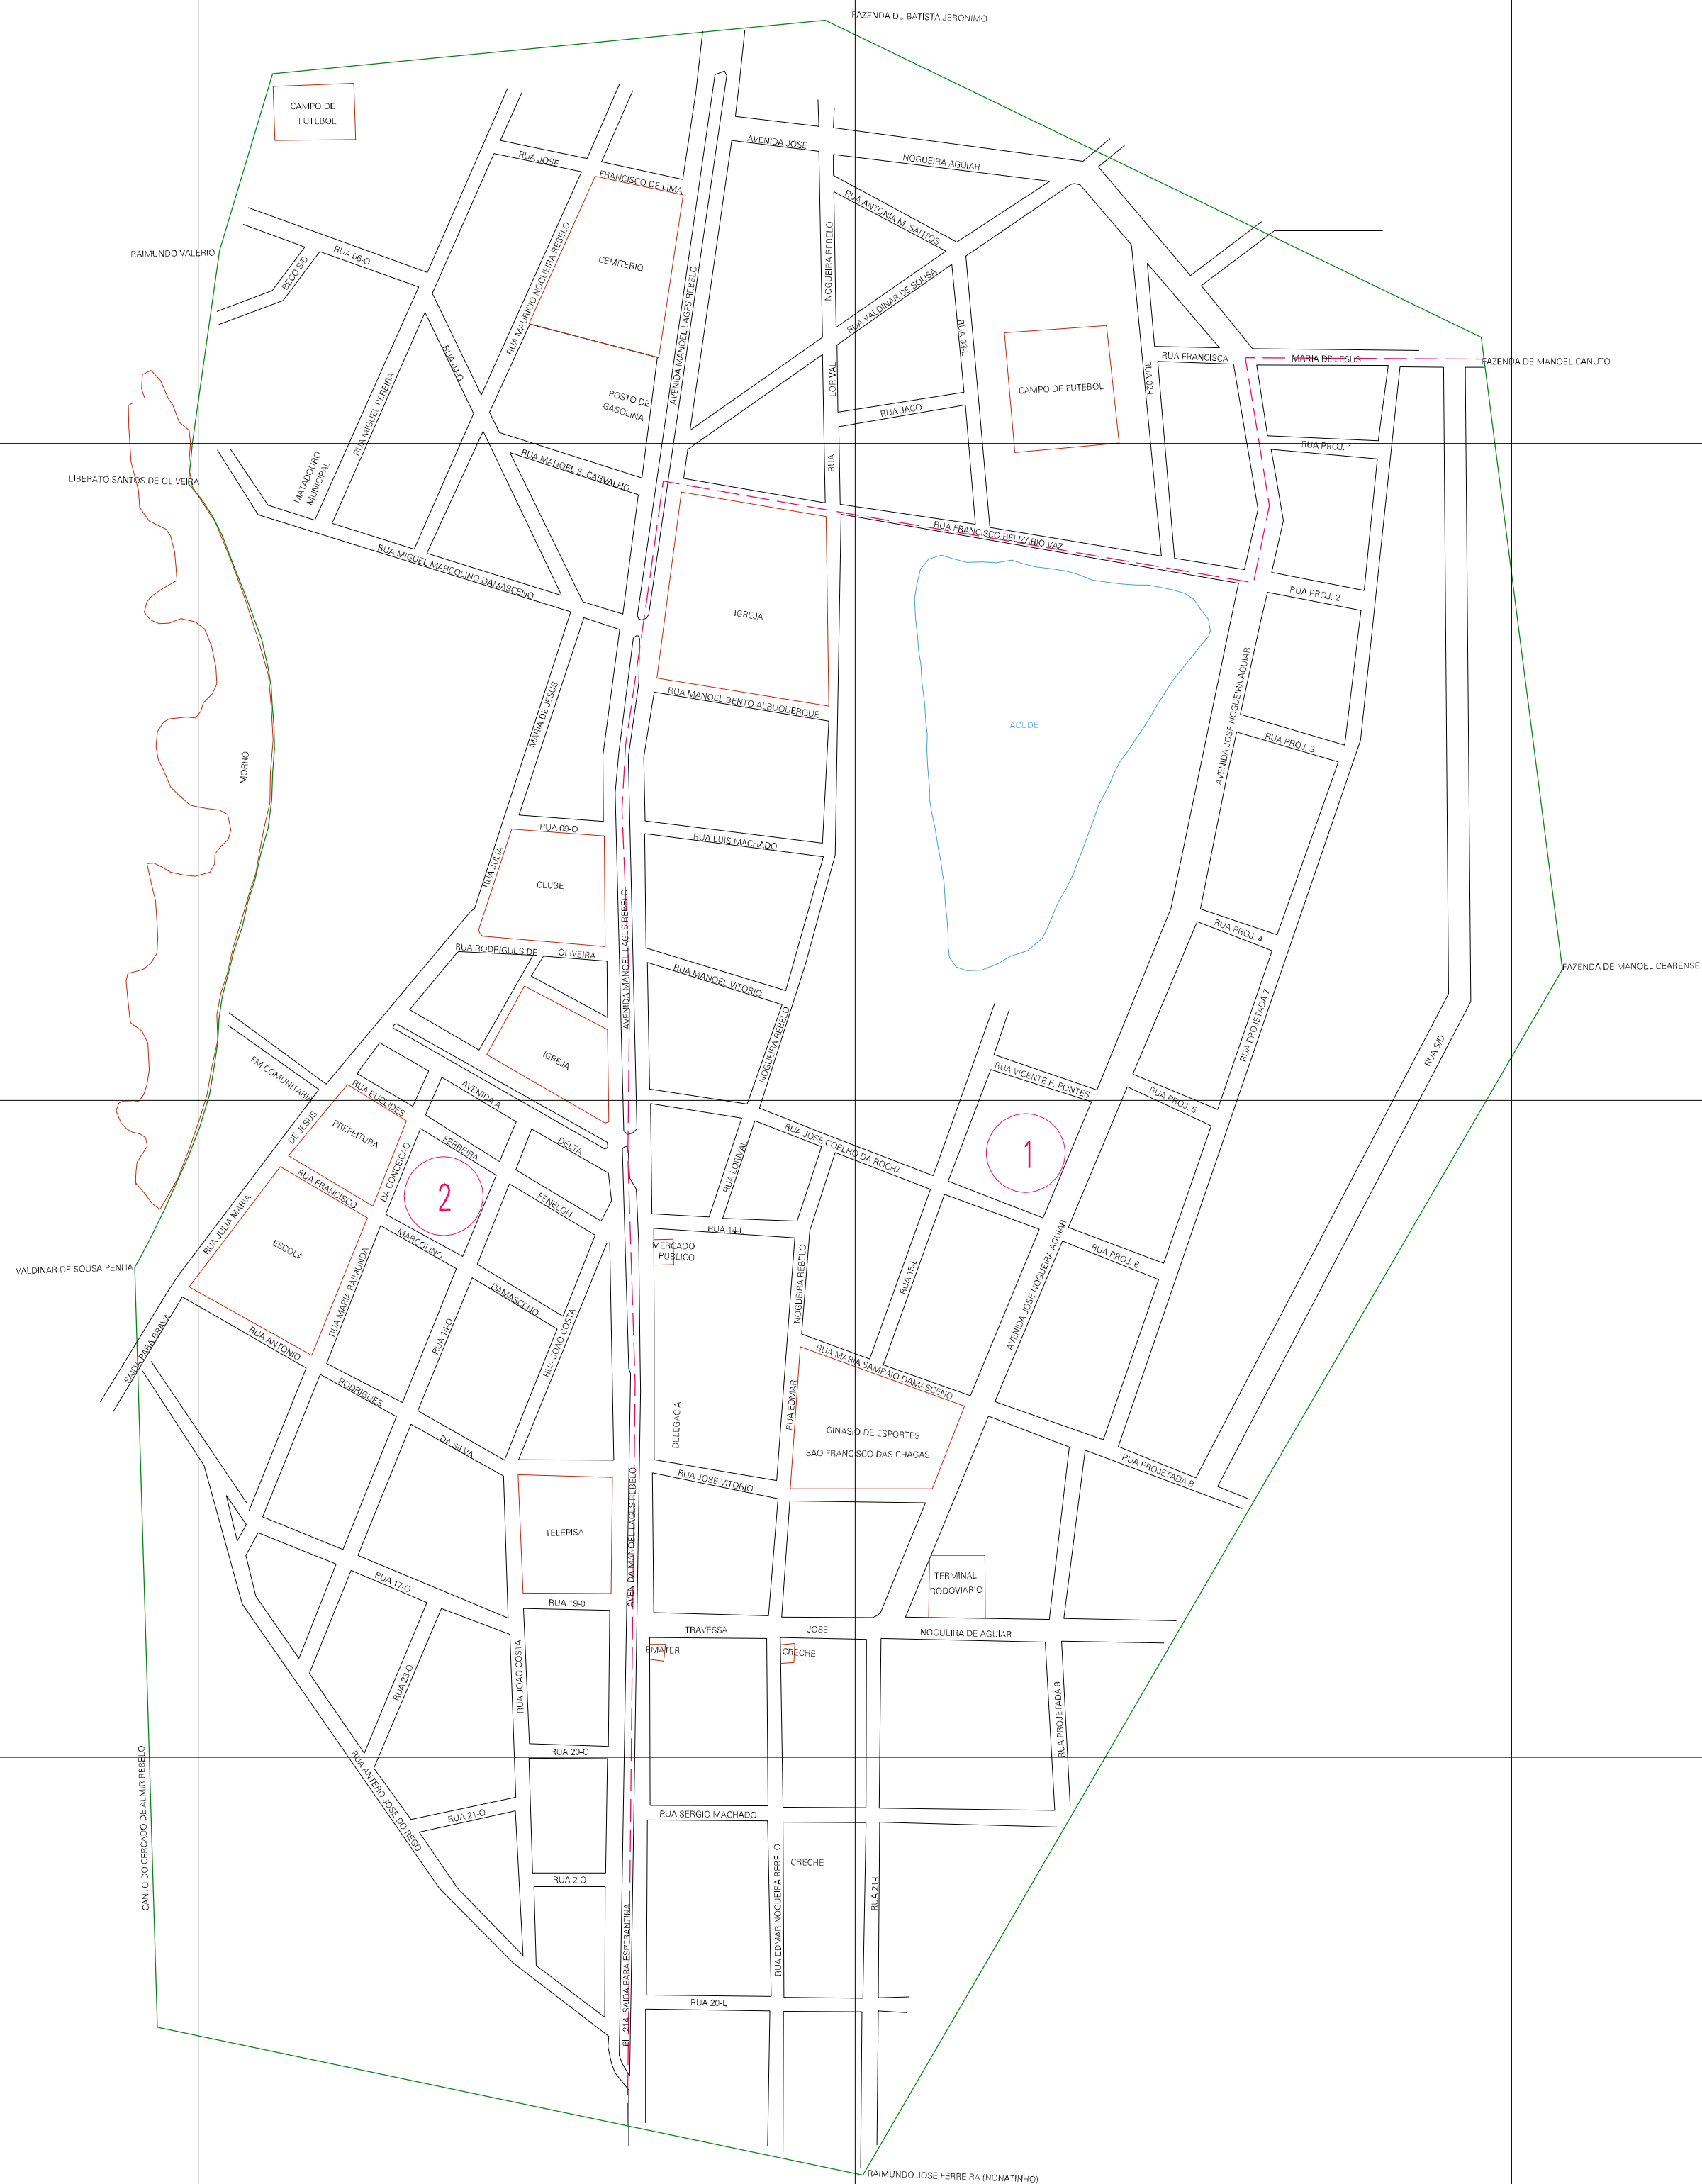 FAZENDA DE BATISTA JERONIMO
CAMPO DE
FUTEBOL
AVENIDA JOSE
NOGUEIRA AGUIAR
RUA JOSE
FRANCISCO DE LIMA
RUA ANTONIA M. SANTOS
RAIMUNDO VALERIO
RUA 06-O
BECO S/D
CEMITERIO
RUA MAURICIO NOGUEIRA REBELO
NOGUEIRA REBELO
RUA VALDINAR DE SOUSA
AVENIDA MANOEL LAGES REBELO
RUA 03-L
RUA 04-O
RUA FRANCISCA
MARIA DE JESUS
FAZENDA DE MANOEL CANUTO
RUA 02-L
LORIVAL
CAMPO DE FUTEBOL
POSTO DE
GASOLINA
RUA JACO
RUA MIGUEL PEREIRA
RUA PROJ. 1
RUA
RUA MANOEL S. CARVALHO
MATADOURO
MUNICIPAL
LIBERATO SANTOS DE OLIVEIRA
RUA FRANCISCO BELIZARIO VAZ
RUA MIGUEL MARCOLINO DAMASCENO
RUA PROJ. 2
IGREJA
AVENIDA JOSE NOGUEIRA AGUIAR
RUA MANOEL BENTO ALBUQUERQUE
MARIA DE JESUS
ACUDE
RUA PROJ. 3
MORRO
RUA 09-O
RUA LUIS MACHADO
RUA JULIA
CLUBE
AVENIDA MANOEL LAGES REBELO
RUA PROJ. 4
RUA RODRIGUES DE
OLIVEIRA
RUA MANOEL VITORIO
FAZENDA DE MANOEL CEARENSE
RUA PROJETADA 7
NOGUEIRA REBELO
RUA S/D
IGREJA
FM COMUNITARIA
RUA VICENTE F. PONTES
RUA EUCLIDES
AVENIDA A
RUA PROJ. 5
DE JESUS
PREFEITURA
FERREIRA
DELTA
RUA JOSE COELHO DA ROCHA
1
RUA LORIVAL
DA CONCEICAO
2
RUA FRANCISCO
FENELON
RUA JULIA MARIA
RUA 14-L
MARCOLINO
ESCOLA
MERCADO
PUBLICO
RUA PROJ. 6
VALDINAR DE SOUSA PENHA
RUA MARIA RAIMUNDA
NOGUEIRA REBELO
RUA 15-L
AVENIDA JOSE NOGUEIRA AGUIAR
DAMASCENO
RUA 14-O
RUA JOAO COSTA
SAIDA PARA BRAVA
RUA ANTONIO
RUA MARIA SAMPAIO DAMASCENO
RODRIGUES
RUA EDMAR
DELEGACIA
GINASIO DE ESPORTES
SAO FRANCISCO DAS CHAGAS
DA SILVA
RUA JOSE VITORIO
RUA PROJETADA 8
TELEPISA
AVENIDA MANOEL LAGES REBELO
TERMINAL
RODOVIARIO
RUA 17-O
RUA 19-0
TRAVESSA
JOSE
NOGUEIRA DE AGUIAR
EMATER
CRECHE
RUA JOAO COSTA
RUA 23-O
RUA PROJETADA 9
RUA 20-O
RUA ANTERO JOSE DO REGO
CANTO DO CERCADO DE ALMIR REBELO
RUA 21-O
RUA SERGIO MACHADO
CRECHE
RUA 2-O
RUA EDMAR NOGUEIRA REBELO
RUA 21-L
PI - 214 SAIDA PARA ESPERANTINA
RUA 20-L
RAIMUNDO JOSE FERREIRA (NONATINHO)